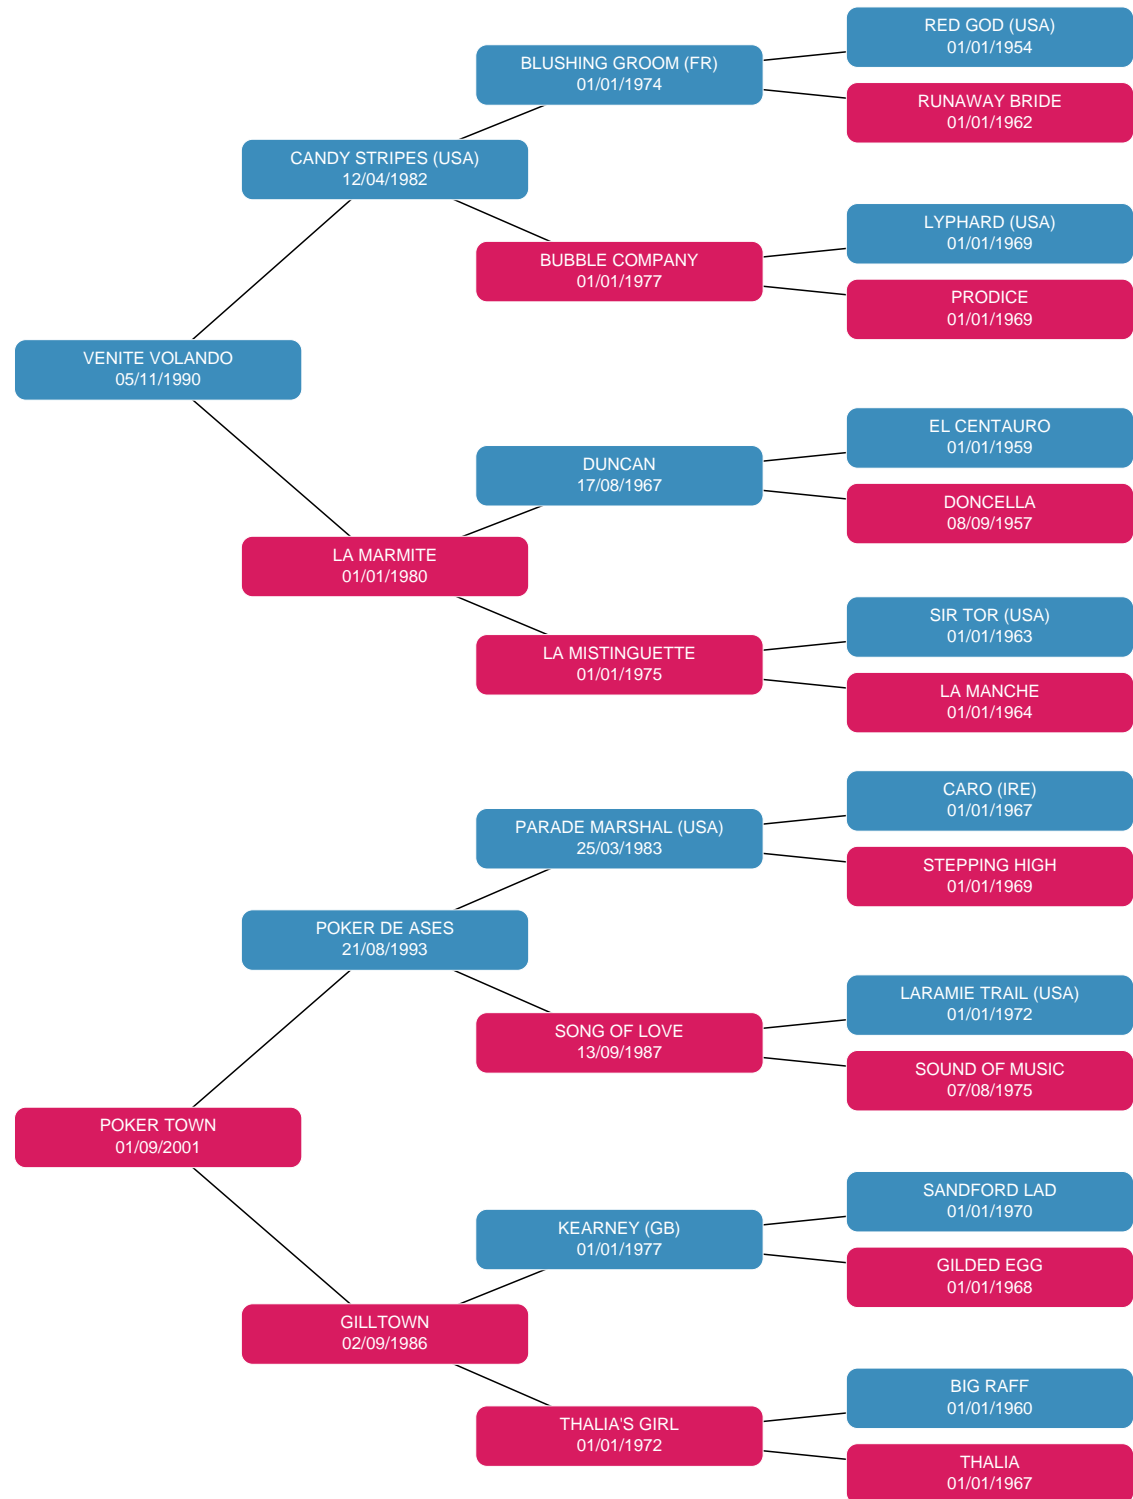 RED GOD (USA)
01/01/1954
BLUSHING GROOM (FR)
01/01/1974
RUNAWAY BRIDE
01/01/1962
CANDY STRIPES (USA)
12/04/1982
LYPHARD (USA)
01/01/1969
BUBBLE COMPANY
01/01/1977
PRODICE
01/01/1969
VENITE VOLANDO
05/11/1990
EL CENTAURO
01/01/1959
DUNCAN
17/08/1967
DONCELLA
08/09/1957
LA MARMITE
01/01/1980
SIR TOR (USA)
01/01/1963
LA MISTINGUETTE
01/01/1975
LA MANCHE
01/01/1964
CARO (IRE)
01/01/1967
PARADE MARSHAL (USA)
25/03/1983
STEPPING HIGH
01/01/1969
POKER DE ASES
21/08/1993
LARAMIE TRAIL (USA)
01/01/1972
SONG OF LOVE
13/09/1987
SOUND OF MUSIC
07/08/1975
POKER TOWN
01/09/2001
SANDFORD LAD
01/01/1970
KEARNEY (GB)
01/01/1977
GILDED EGG
01/01/1968
GILLTOWN
02/09/1986
BIG RAFF
01/01/1960
THALIA'S GIRL
01/01/1972
THALIA
01/01/1967